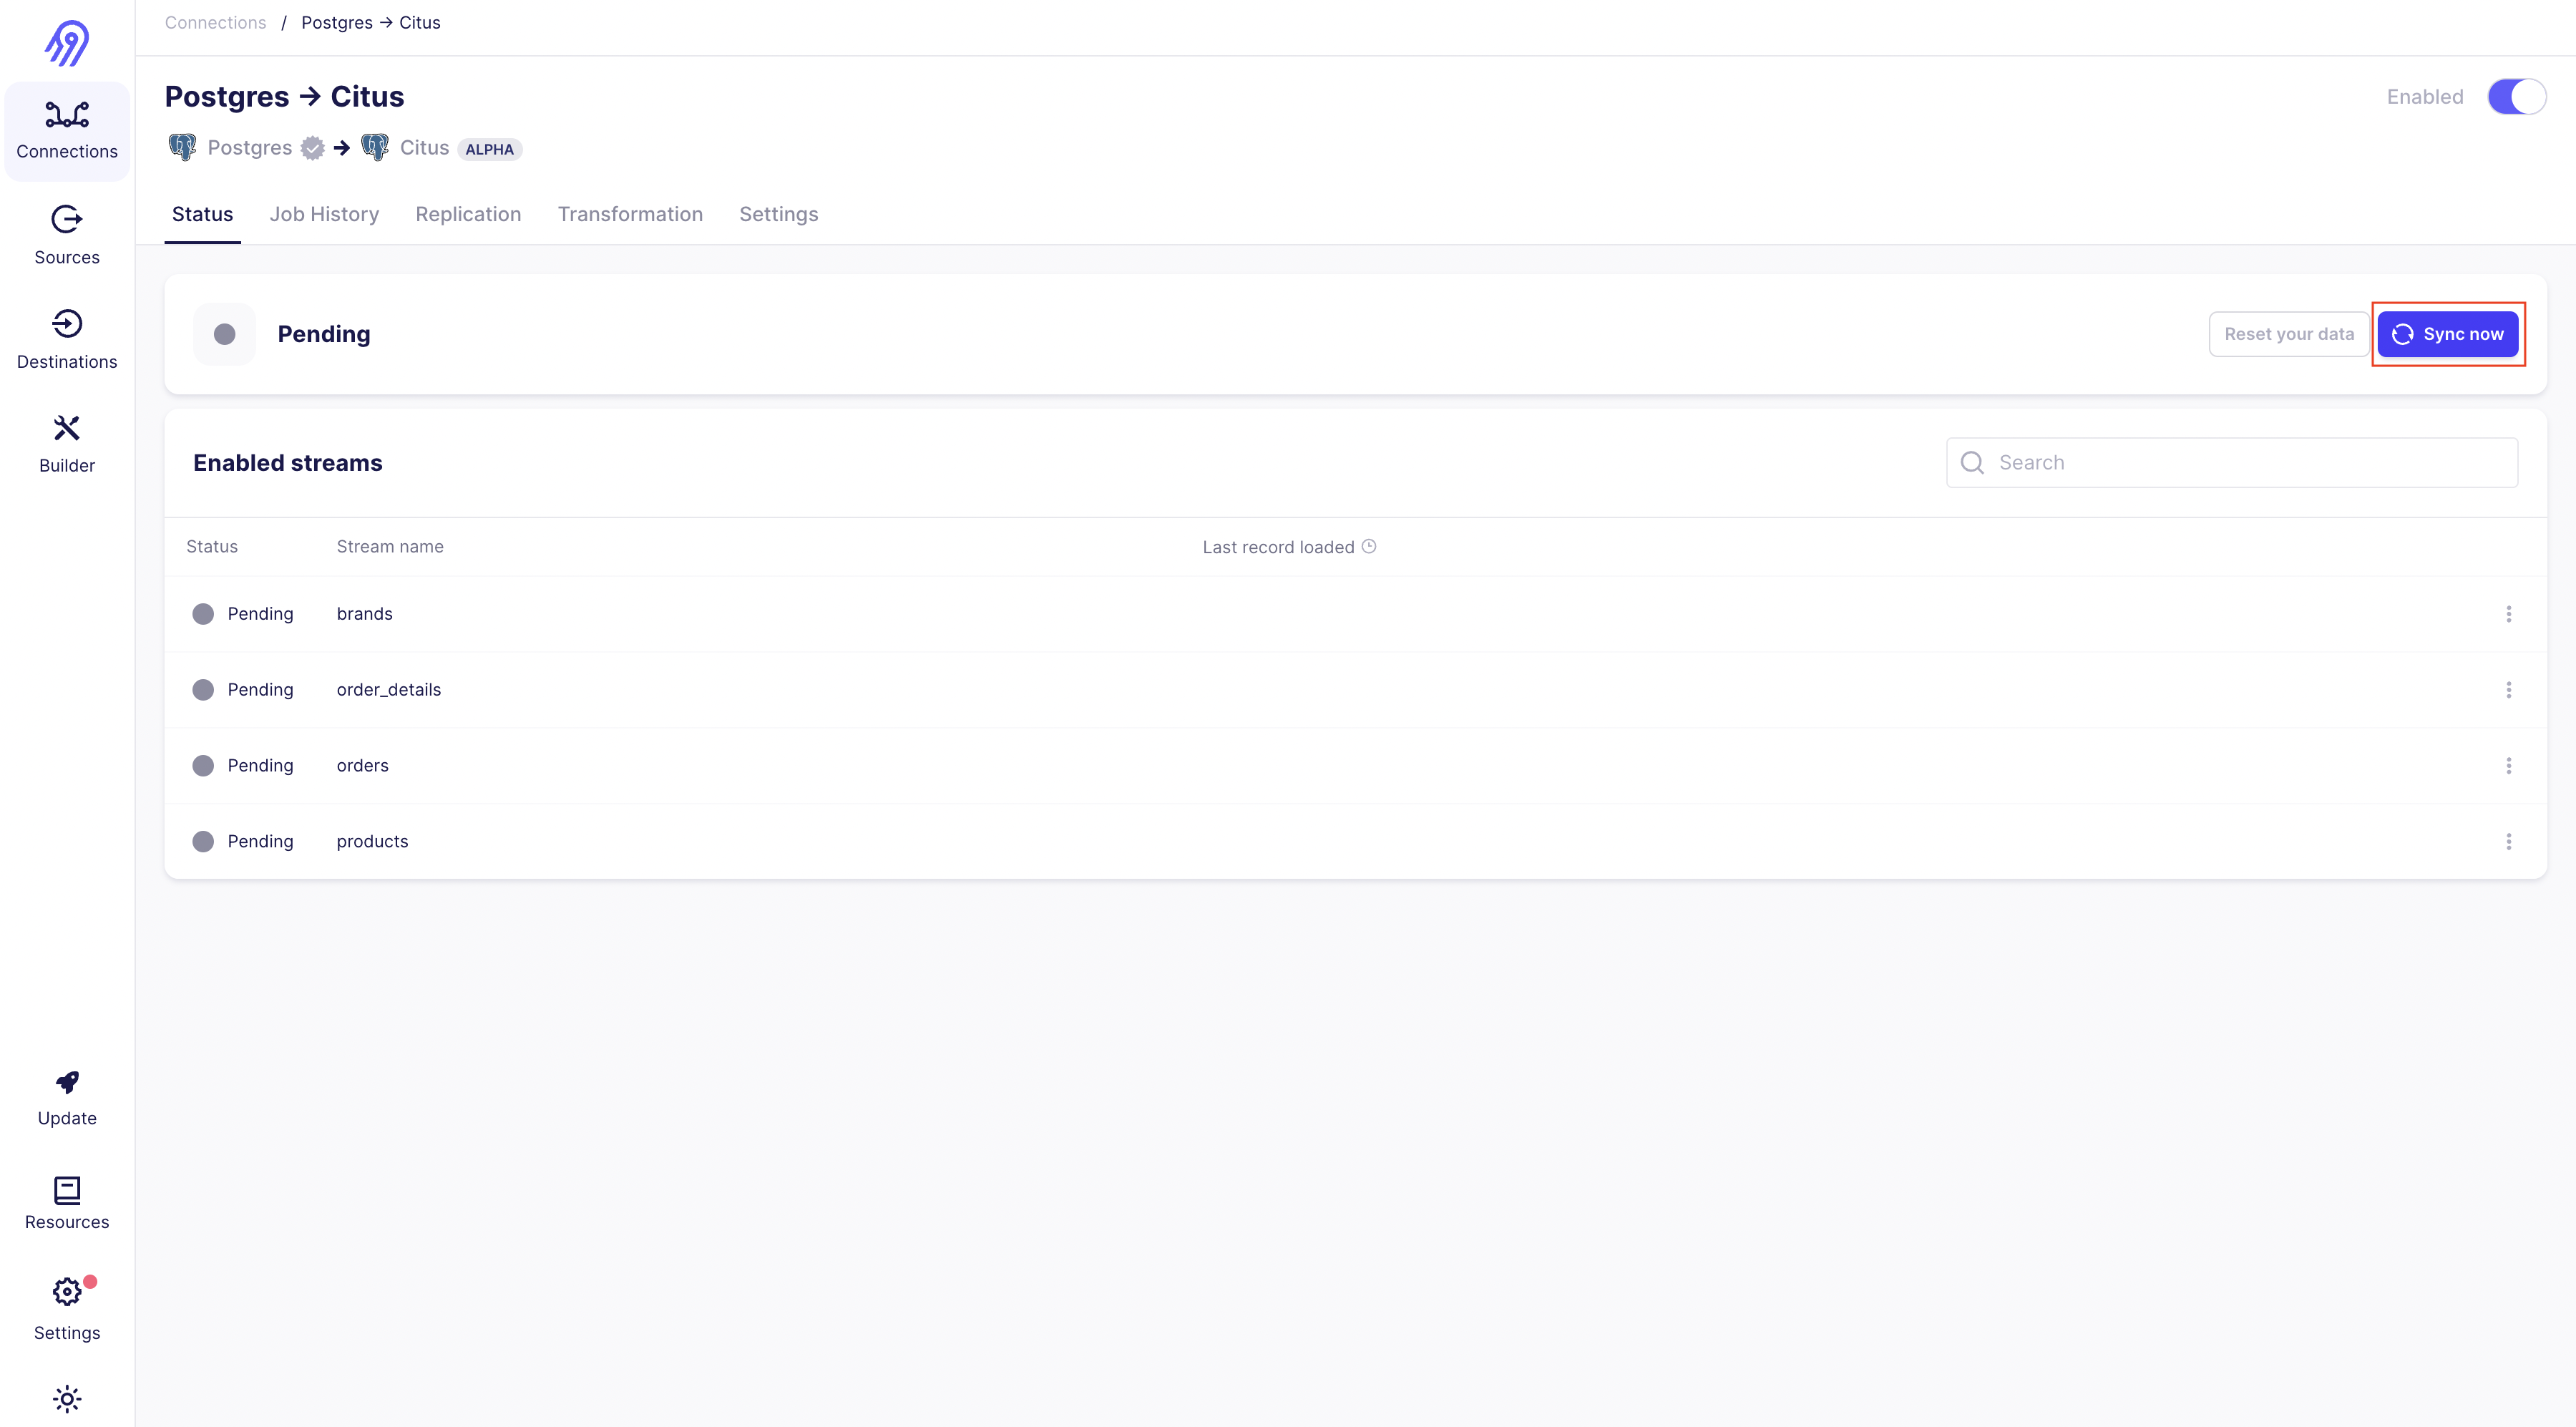 Connections / Postgres → Citus
Postgres → Citus
Enabled
Postgres → Citus ALPHA
Status Job History Replication Transformation Settings
Connections
Sources
Destinations
Builder
Update
Resources
Settings
Pending
Reset your data
Sync now
Enabled streams
Search
Status Stream name Last record loaded
Pending brands
Pending order_details
Pending orders
Pending products